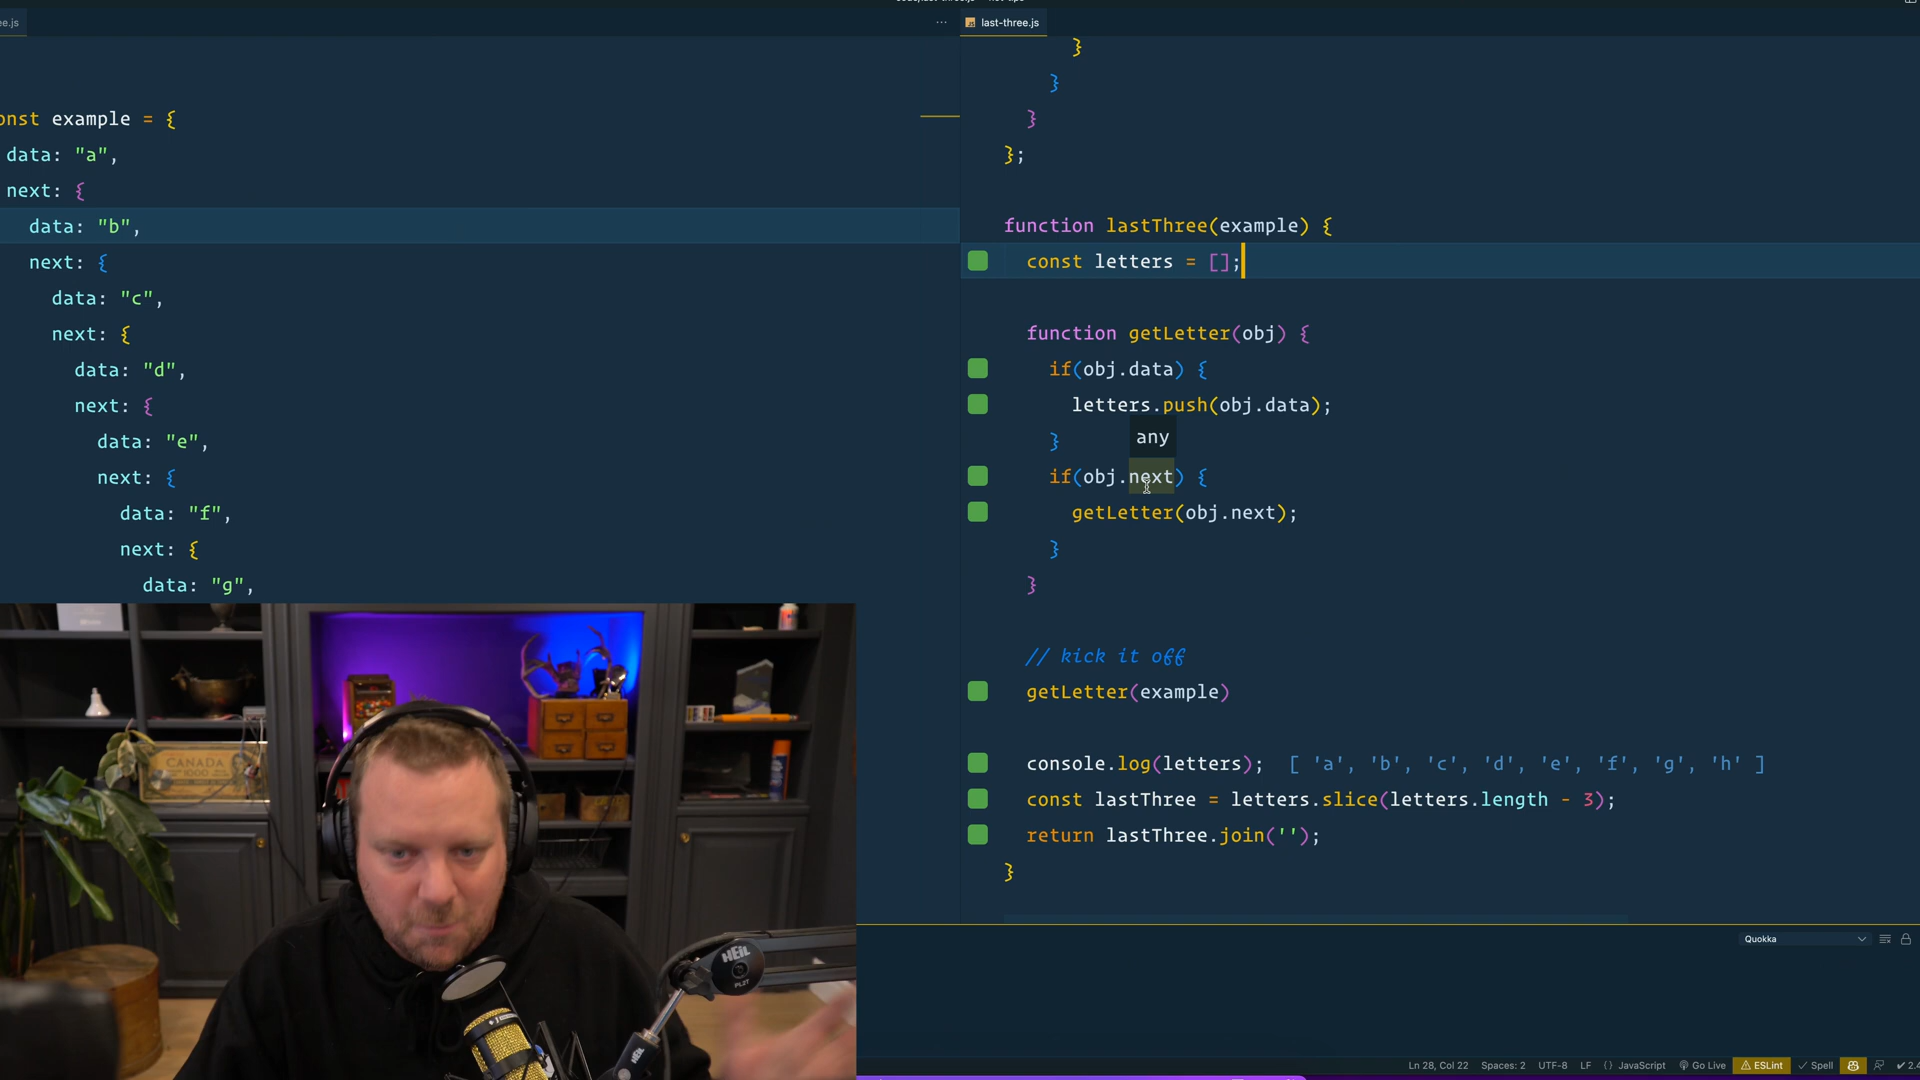 ee.js
last-three.js
onst example = {
data: "a",
next: {
data: "b",
next: {
data: "c",
next: {
data: "d",
next: {
data: "e",
next: {
data: "f",
next: {
data: "g",
}
}
}
};
function lastThree(example) {
const letters = [];
function getLetter(obj) {
if(obj.data) {
letters.push(obj.data);
}
any
if(obj.next) {
getLetter(obj.next);
}
}
// kick it off
getLetter(example)
console.log(letters); [ 'a', 'b', 'c', 'd', 'e', 'f', 'g', 'h' ]
const lastThree = letters.slice(letters.length - 3);
return lastThree.join('');
}
CANADA
1000
HEiL
PL2T
HEiL
Quokka
Ln 28, Col 22 Spaces: 2 UTF-8 LF {} JavaScript Go Live ESLint Spell